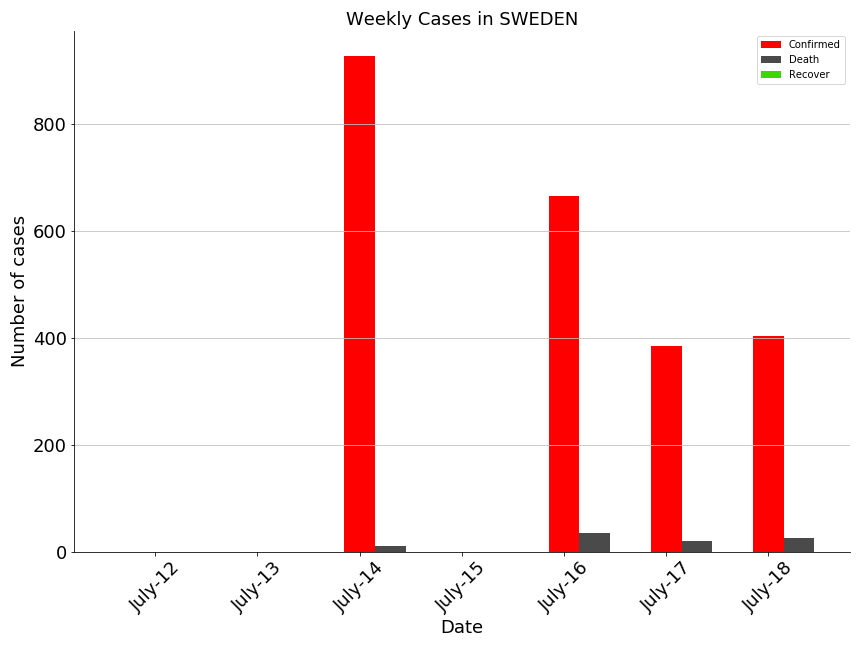 Weekly Cases in SWEDEN
Confirmed
Death
Recover
Number of cases
800
600
400
200
0
July-12
July-13
July-14
July-15
July-16
July-17
July-18
Date